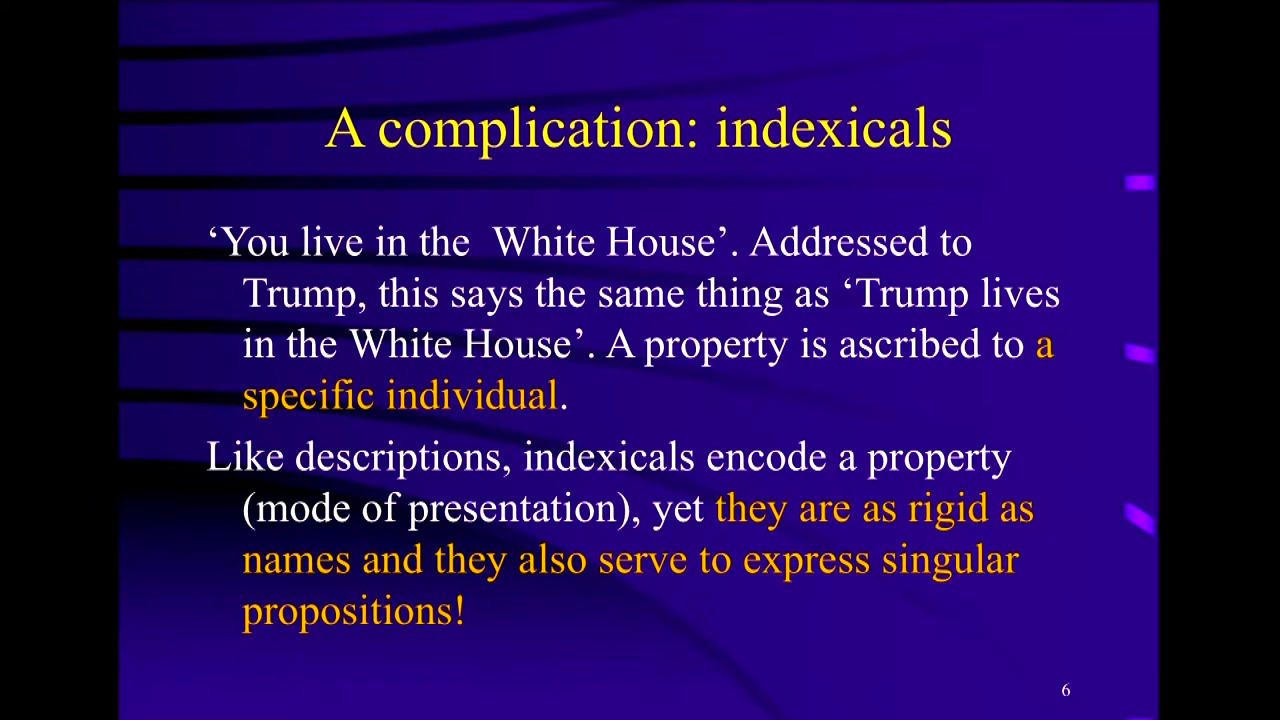 A complication: indexicals
‘You live in the  White House’. Addressed to
Trump, this says the same thing as ‘Trump lives
in the White House’. A property is ascribed to a
specific individual.
Like descriptions, indexicals encode a property
(mode of presentation), yet they are as rigid as
names and they also serve to express singular
propositions!
6